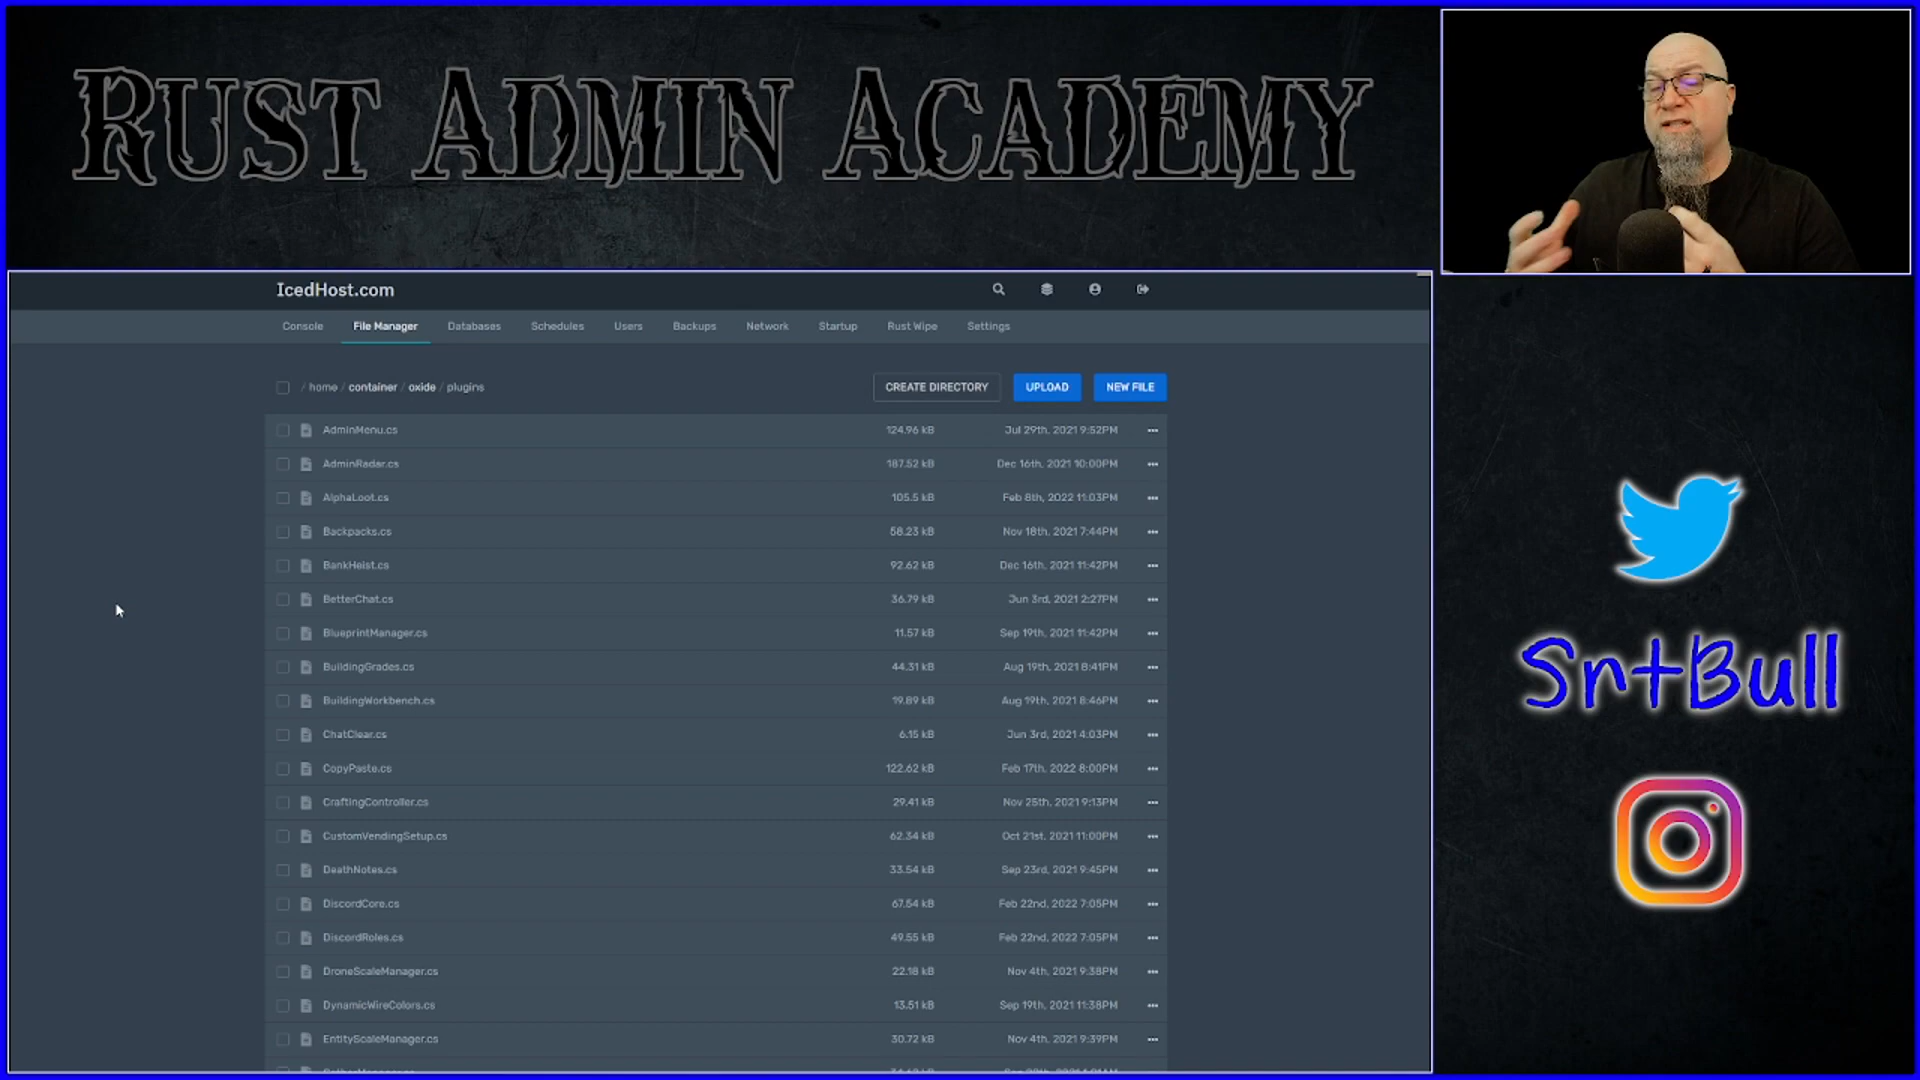 RUST ADMIN ACADEMY
IcedHost.com
Console File Manager Databases Schedules Users Backups Network Startup Rust Wipe Settings
/ home / container / oxide / plugins CREATE DIRECTORY UPLOAD NEW FILE
AdminMenu.cs 124.96 kB Jul 29th, 2021 9:52PM
AdminRadar.cs 187.52 kB Dec 16th, 2021 10:00PM
AlphaLoot.cs 105.5 kB Feb 8th, 2022 11:03PM
Backpacks.cs 58.23 kB Nov 18th, 2021 7:44PM
BankHeist.cs 92.62 kB Dec 16th, 2021 11:42PM
BetterChat.cs 36.79 kB Jun 3rd, 2021 2:27PM
BlueprintManager.cs 11.57 kB Sep 19th, 2021 11:42PM
BuildingGrades.cs 44.31 kB Aug 19th, 2021 8:41PM
BuildingWorkbench.cs 19.89 kB Aug 19th, 2021 8:46PM
ChatClear.cs 6.15 kB Jun 3rd, 2021 4:03PM
CopyPaste.cs 122.62 kB Feb 17th, 2022 8:00PM
CraftingController.cs 29.41 kB Nov 25th, 2021 9:13PM
CustomVendingSetup.cs 62.34 kB Oct 21st, 2021 11:00PM
DeathNotes.cs 33.54 kB Sep 23rd, 2021 9:45PM
DiscordCore.cs 67.54 kB Feb 22nd, 2022 7:05PM
DiscordRoles.cs 49.55 kB Feb 22nd, 2022 7:05PM
DroneScaleManager.cs 22.18 kB Nov 4th, 2021 9:38PM
DynamicWireColors.cs 13.51 kB Sep 19th, 2021 11:38PM
EntityScaleManager.cs 30.72 kB Nov 4th, 2021 9:39PM
SntBull